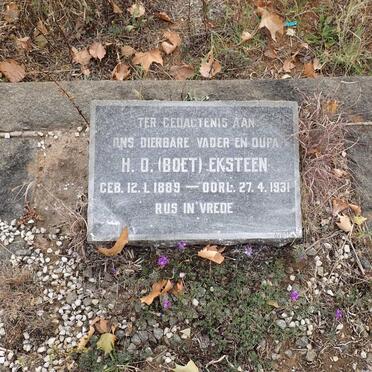 TER GEDACTENIS AAN
ONS DIERBARE VADER EN OUPA
H. O. (BOET) EKSTEEN
GEB. 12. 1. 1889 — OORL. 27. 4. 1931
RUS IN VREDE